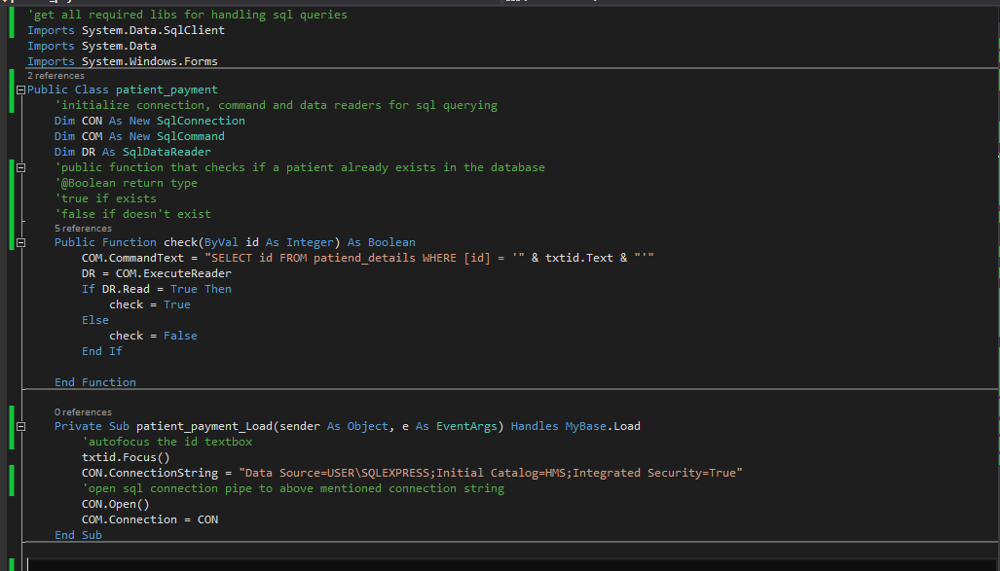 'get all required libs for handling sql queries
Imports System.Data.SqlClient
Imports System.Data
Imports System.Windows.Forms
2 references
Public Class patient_payment
'initialize connection, command and data readers for sql querying
Dim CON As New SqlConnection
Dim COM As New SqlCommand
Dim DR As SqlDataReader
'public function that checks if a patient already exists in the database
'@Boolean return type
'true if exists
'false if doesn't exist
5 references
Public Function check(ByVal id As Integer) As Boolean
COM.CommandText = "SELECT id FROM patiend_details WHERE [id] = '" & txtid.Text & "'"
DR = COM.ExecuteReader
If DR.Read = True Then
check = True
Else
check = False
End If
End Function
0 references
Private Sub patient_payment_Load(sender As Object, e As EventArgs) Handles MyBase.Load
'autofocus the id textbox
txtid.Focus()
CON.ConnectionString = "Data Source=USER\SQLEXPRESS;Initial Catalog=HMS;Integrated Security=True"
'open sql connection pipe to above mentioned connection string
CON.Open()
COM.Connection = CON
End Sub